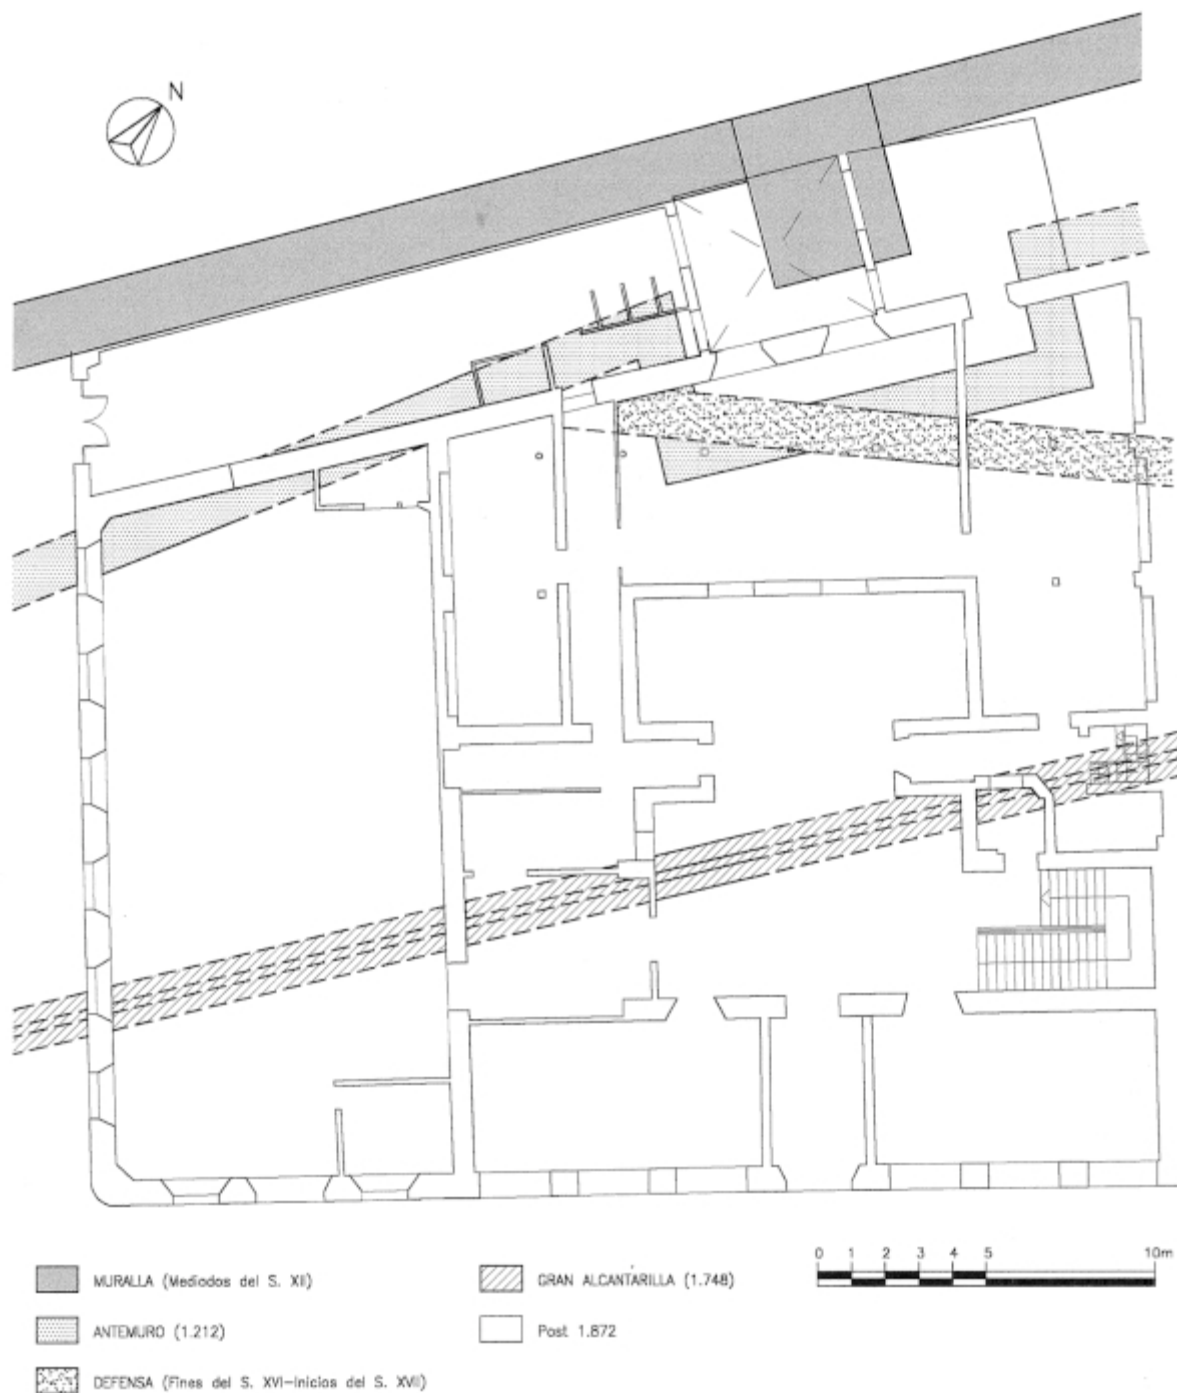 N
MURALLA (Mediodos del S. XII)
ANTEMURO (1.212)
DEFENSA (Fines del S. XVI-Inicios del S. XVII)
GRAN ALCANTARILLA (1.748)
Post 1.872
0 1 2 3 4 5 10m